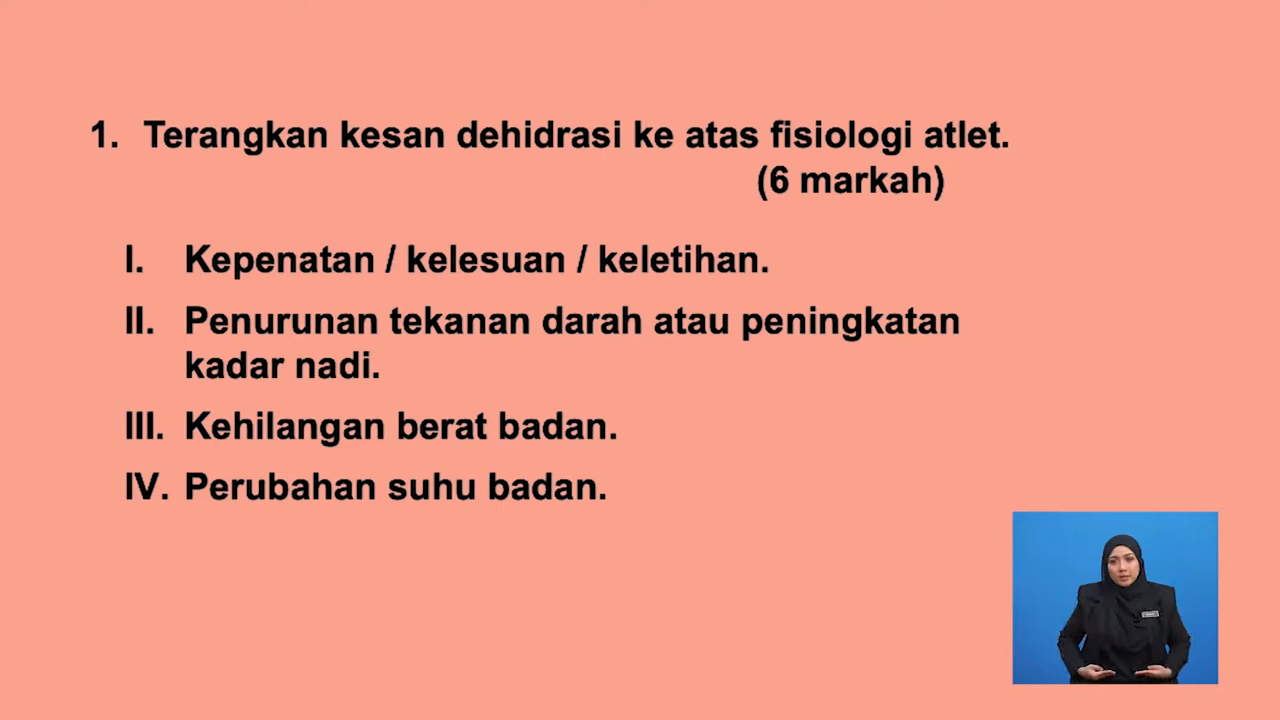 1. Terangkan kesan dehidrasi ke atas fisiologi atlet.
(6 markah)
I. Kepenatan / kelesuan / keletihan.
II. Penurunan tekanan darah atau peningkatan
kadar nadi.
III. Kehilangan berat badan.
IV. Perubahan suhu badan.